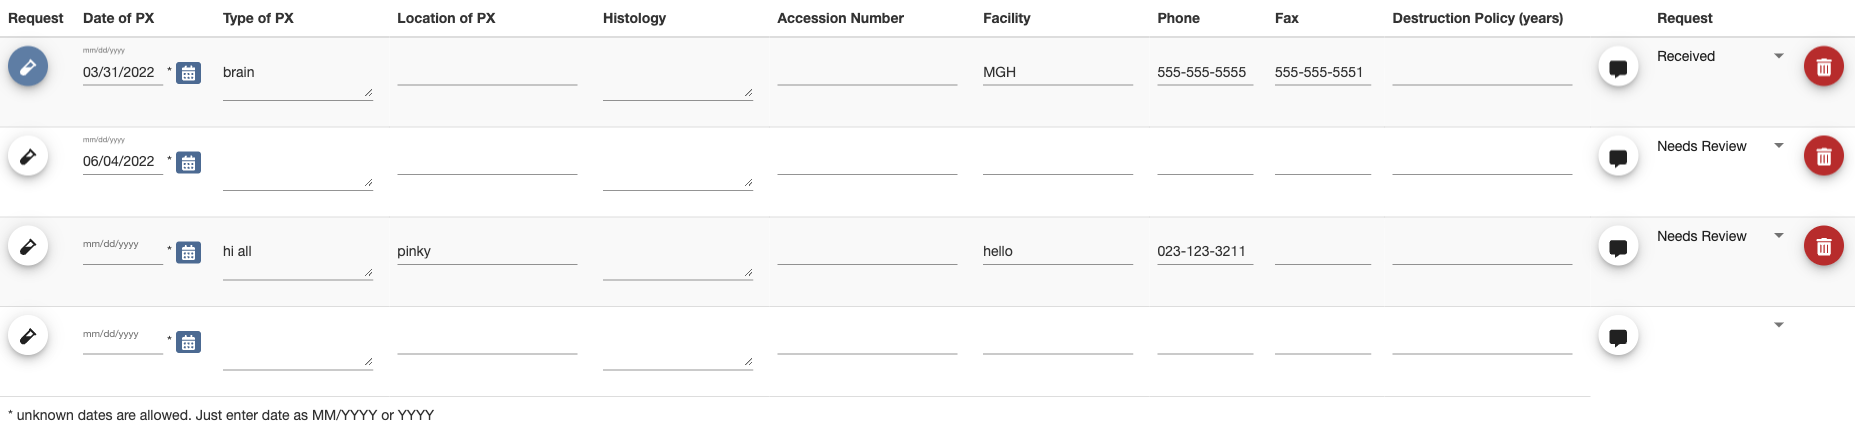 Request Date of PX Type of PX Location of PX Histology Accession Number Facility Phone Fax Destruction Policy (years) Request
mm/dd/yyyy
03/31/2022 * brain MGH 555-555-5555 555-555-5551 Received
mm/dd/yyyy
06/04/2022 * Needs Review
mm/dd/yyyy * hi all pinky hello 023-123-3211 Needs Review
mm/dd/yyyy *
* unknown dates are allowed. Just enter date as MM/YYYY or YYYY